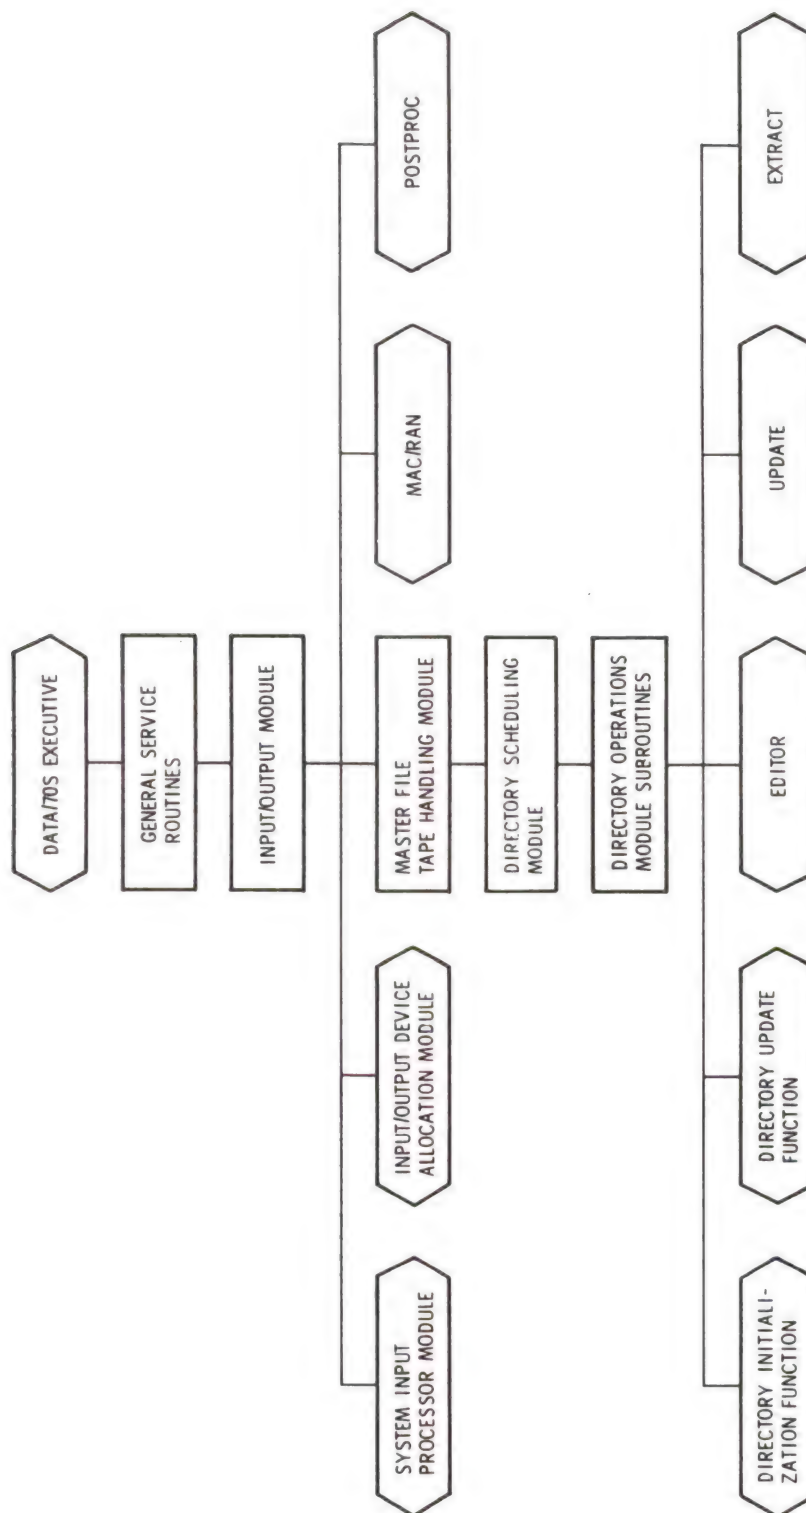 DATA/70S EXECUTIVE
GENERAL SERVICE
ROUTINES
INPUT/OUTPUT MODULE
SYSTEM INPUT
PROCESSOR MODULE
INPUT/OUTPUT DEVICE
ALLOCATION MODULE
MASTER FILE
TAPE HANDLING MODULE
MAC/RAN
POSTPROC
DIRECTORY SCHEDULING
MODULE
DIRECTORY OPERATIONS
MODULE SUBROUTINES
DIRECTORY INITIALI-
ZATION FUNCTION
DIRECTORY UPDATE
FUNCTION
EDITOR
UPDATE
EXTRACT